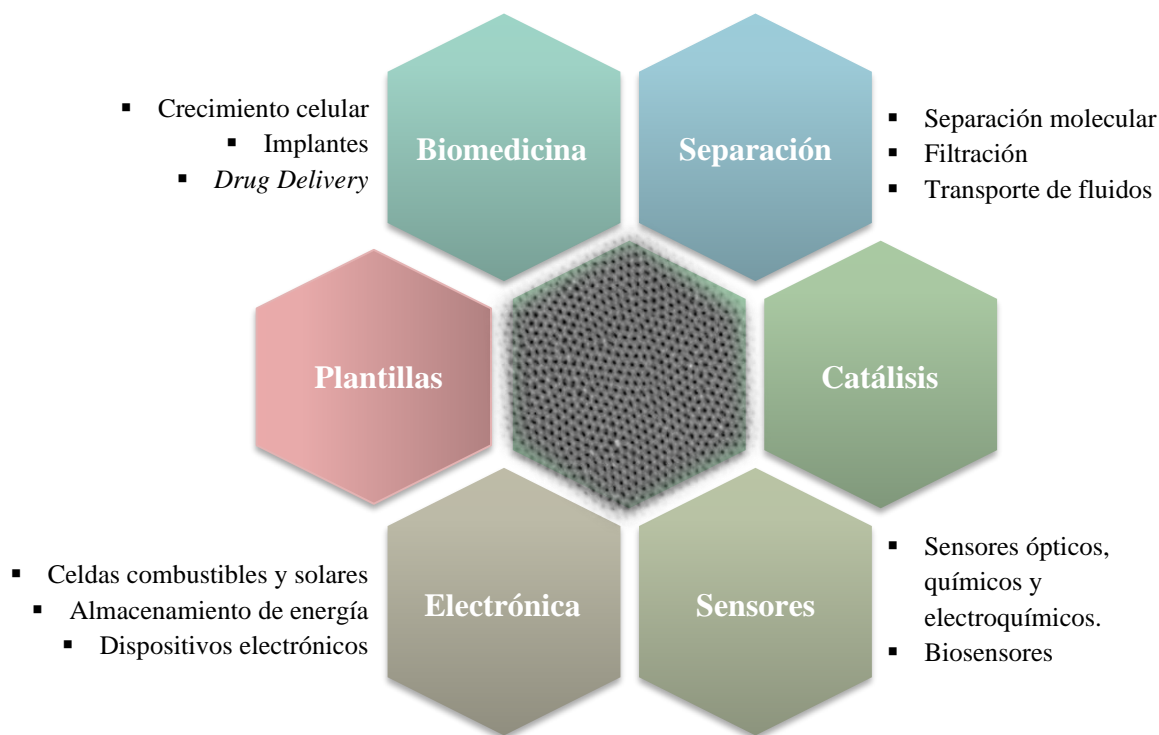 ▪ Crecimiento celular
▪ Implantes
▪ Drug Delivery
Biomedicina
Separación
▪ Separación molecular
▪ Filtración
▪ Transporte de fluidos
Plantillas
Catálisis
▪ Celdas combustibles y solares
▪ Almacenamiento de energía
▪ Dispositivos electrónicos
Electrónica
Sensores
▪ Sensores ópticos,
químicos y
electroquímicos.
▪ Biosensores